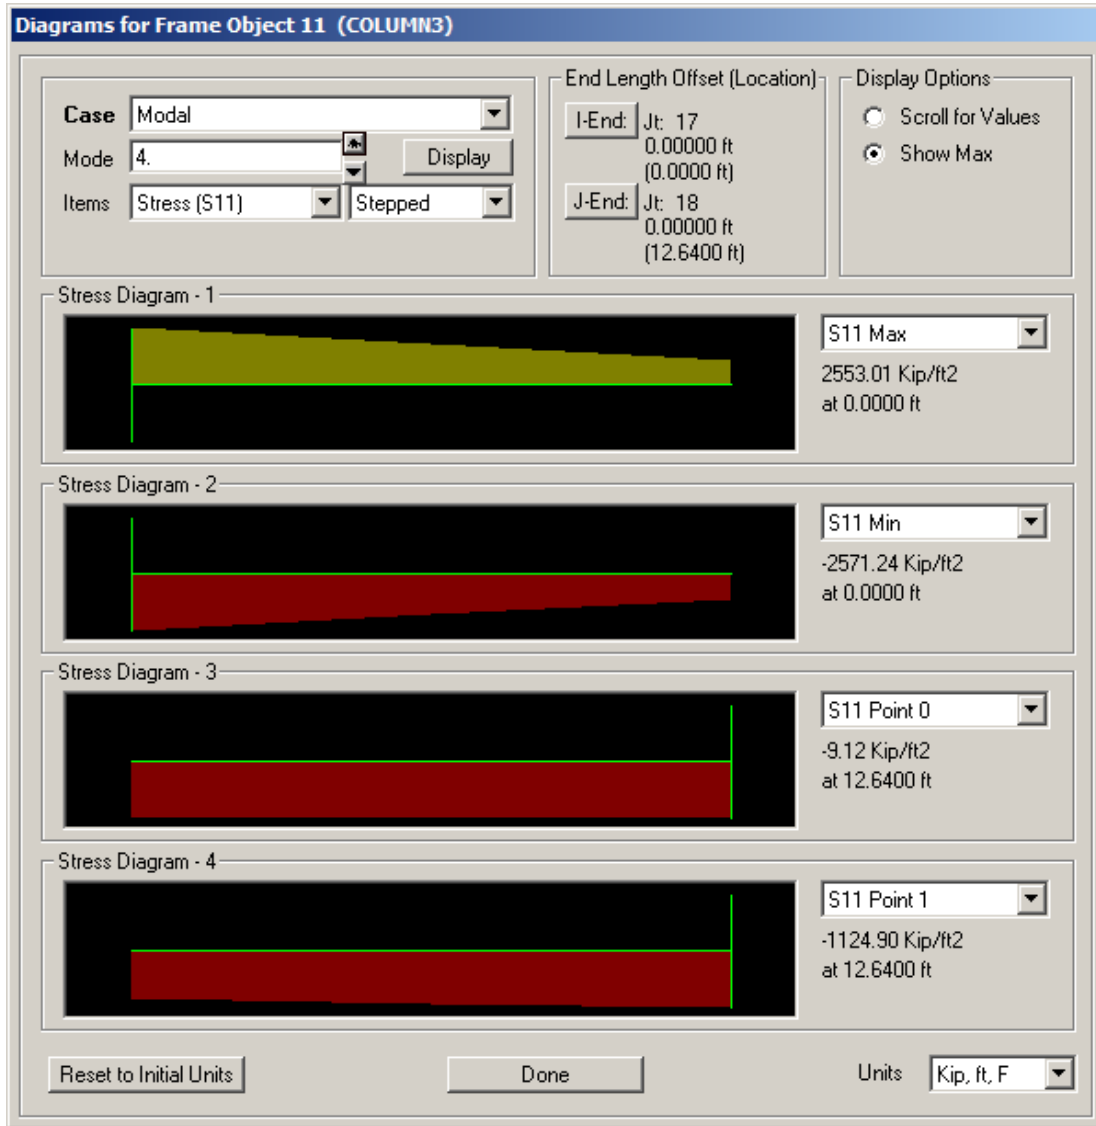 Diagrams for Frame Object 11 (COLUMN3)
Case Modal
Mode 4. Display
Items Stress (S11) Stepped
End Length Offset (Location)
I-End: Jt: 17
0.00000 ft
(0.0000 ft)
J-End: Jt: 18
0.00000 ft
(12.6400 ft)
Display Options
Scroll for Values
Show Max
Stress Diagram - 1
S11 Max
2553.01 Kip/ft2
at 0.0000 ft
Stress Diagram - 2
S11 Min
-2571.24 Kip/ft2
at 0.0000 ft
Stress Diagram - 3
S11 Point 0
-9.12 Kip/ft2
at 12.6400 ft
Stress Diagram - 4
S11 Point 1
-1124.90 Kip/ft2
at 12.6400 ft
Reset to Initial Units Done Units Kip, ft, F